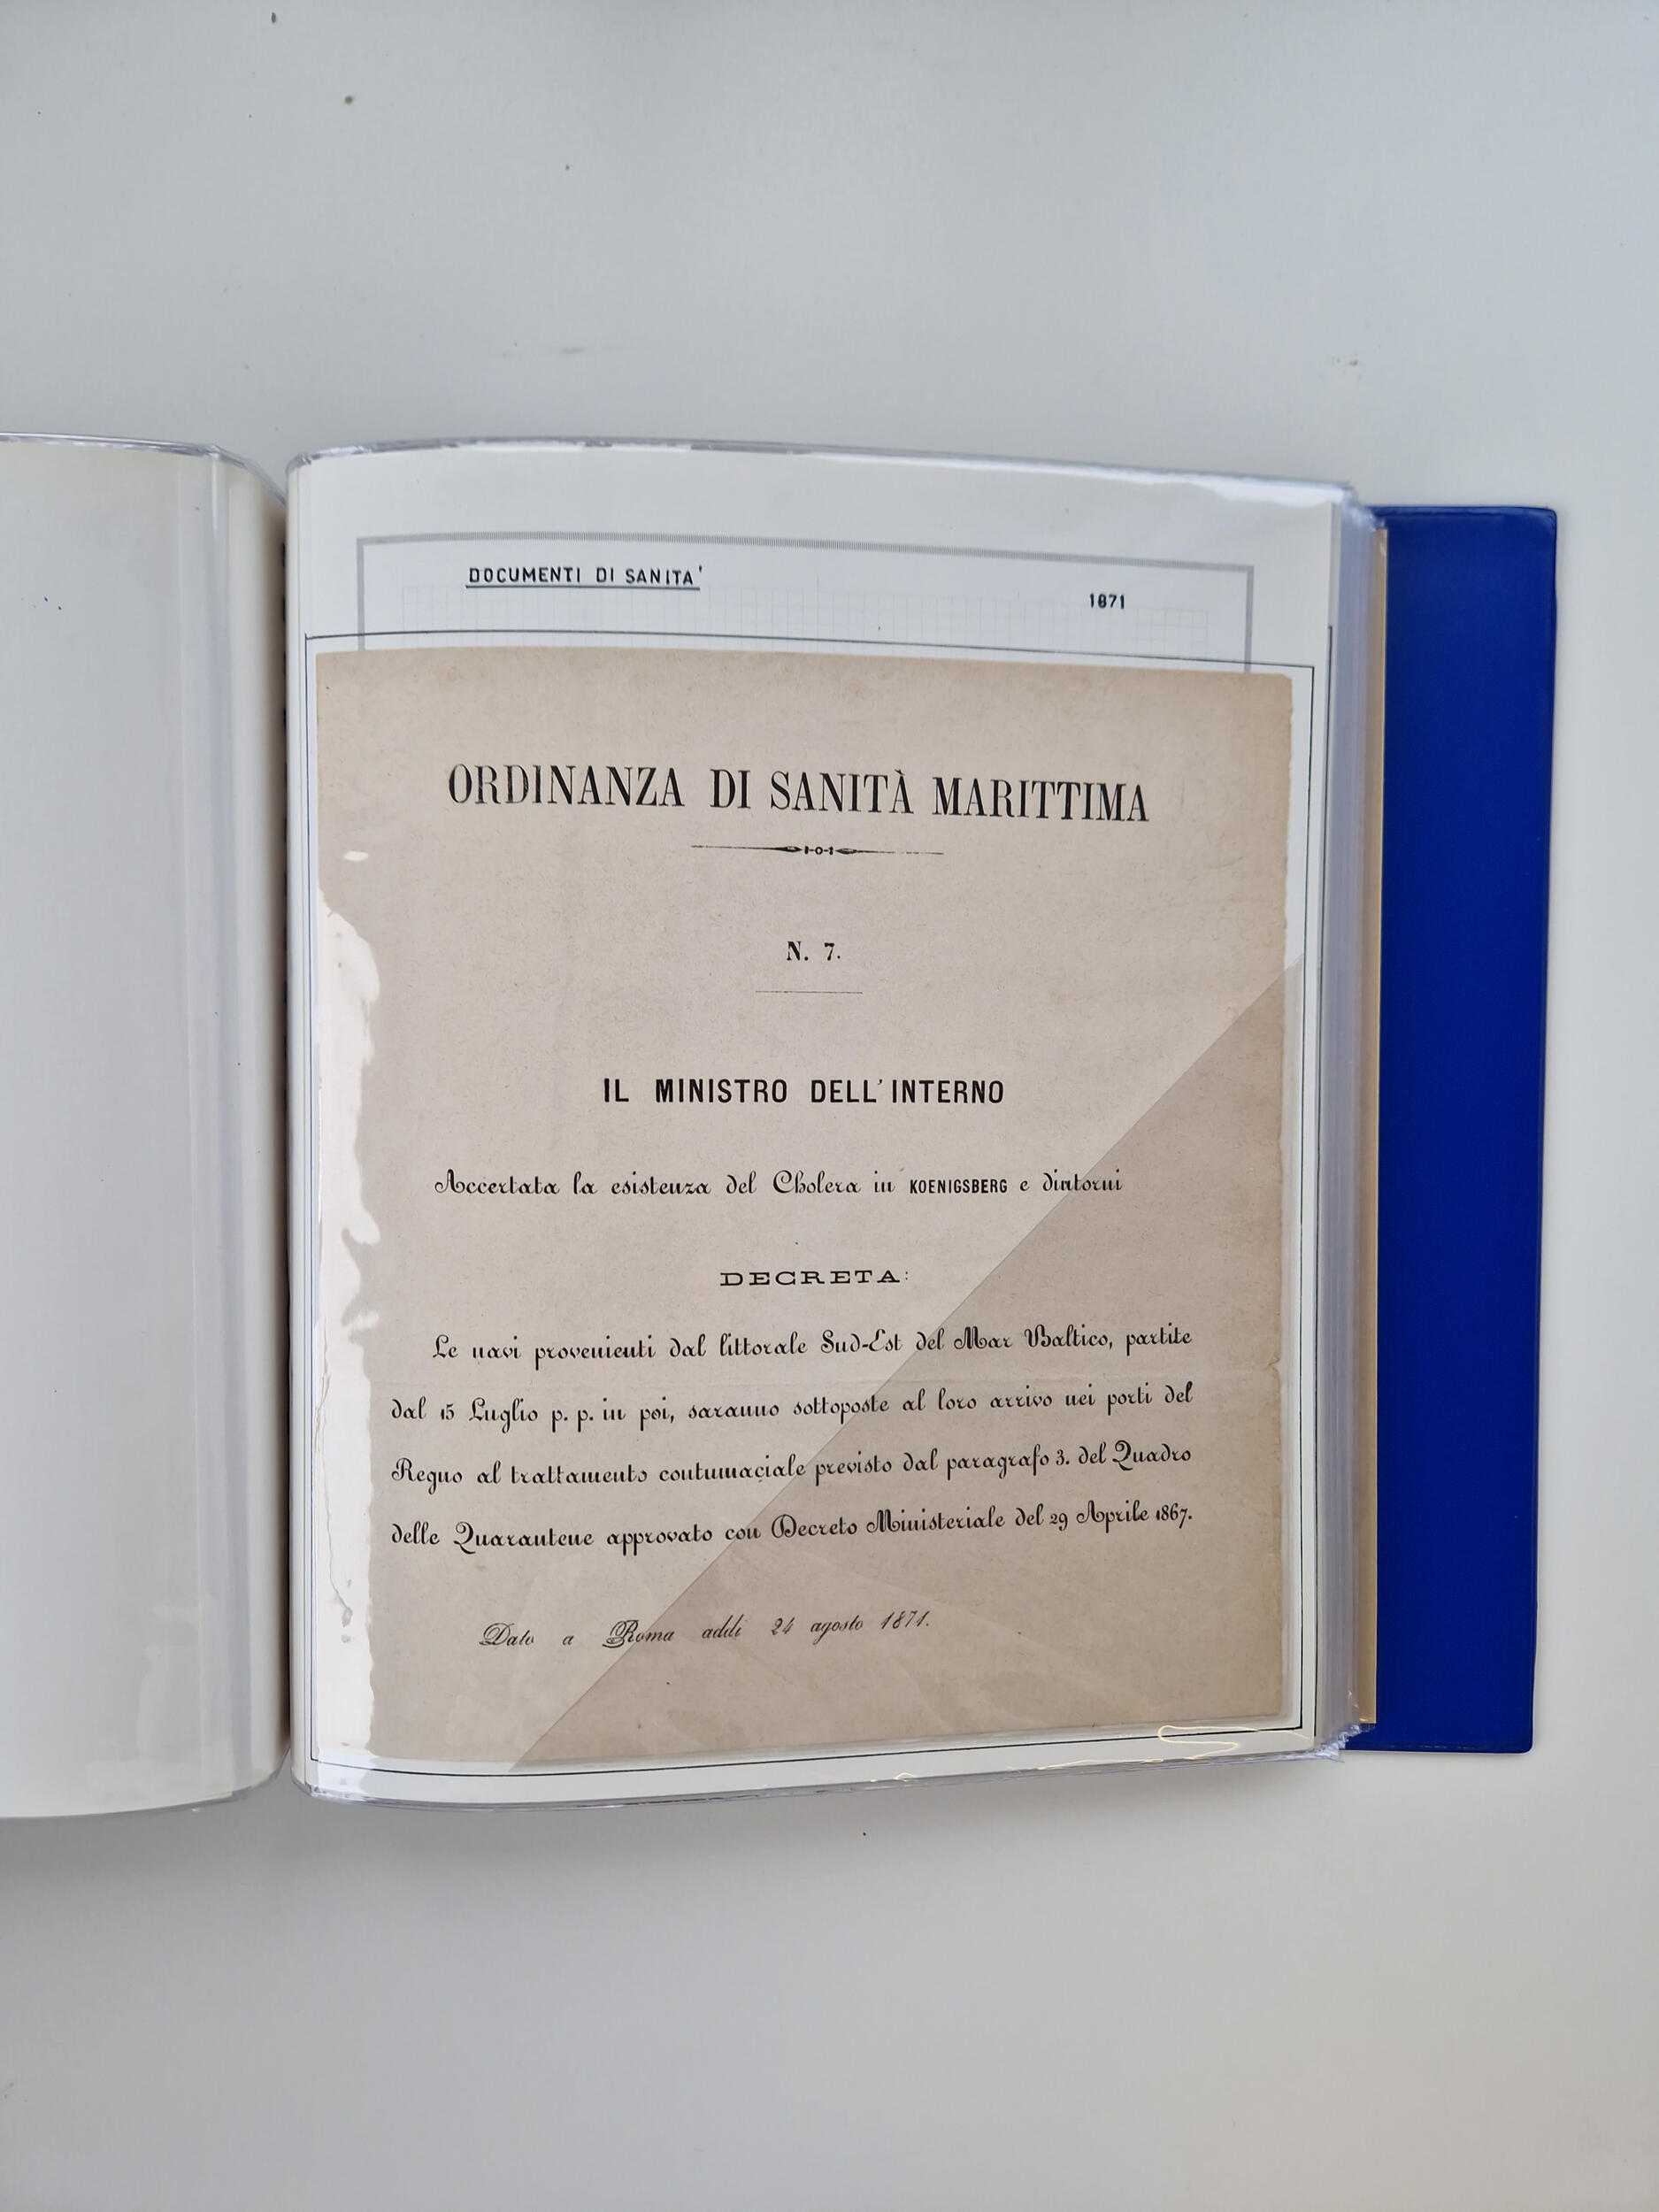 DOCUMENTI DI SANITA'
1871
ORDINANZA DI SANITÀ MARITTIMA
N. 7.
IL MINISTRO DELL'INTERNO
Accertata la esistenza del Cholera in KOENIGSBERG e dintorni
DECRETA:
Le navi provenienti dal littorale Sud-Est del Mar Baltico, partite
dal 15 Luglio p. p. in poi, saranno sottoposte al loro arrivo nei porti del
Regno al trattamento contumaciale previsto dal paragrafo 3. del Quadro
delle Quarantene approvato con Decreto Ministeriale del 29 Aprile 1867.
Dato a Roma addì 24 agosto 1871.